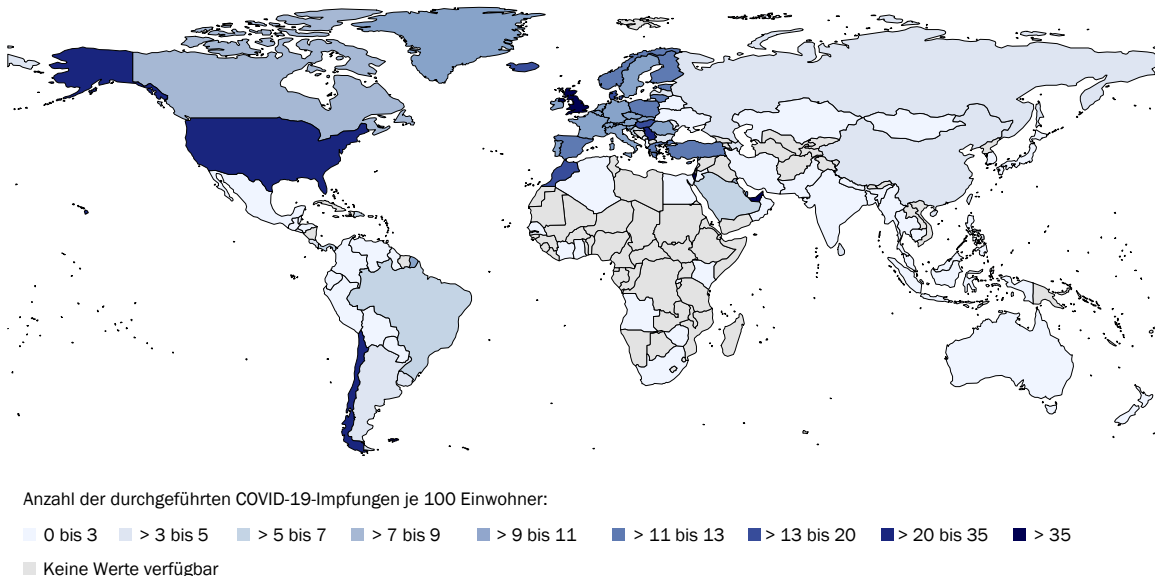 Anzahl der durchgeführten COVID-19-Impfungen je 100 Einwohner:
0 bis 3 > 3 bis 5 > 5 bis 7 > 7 bis 9 > 9 bis 11 > 11 bis 13 > 13 bis 20 > 20 bis 35 > 35
Keine Werte verfügbar